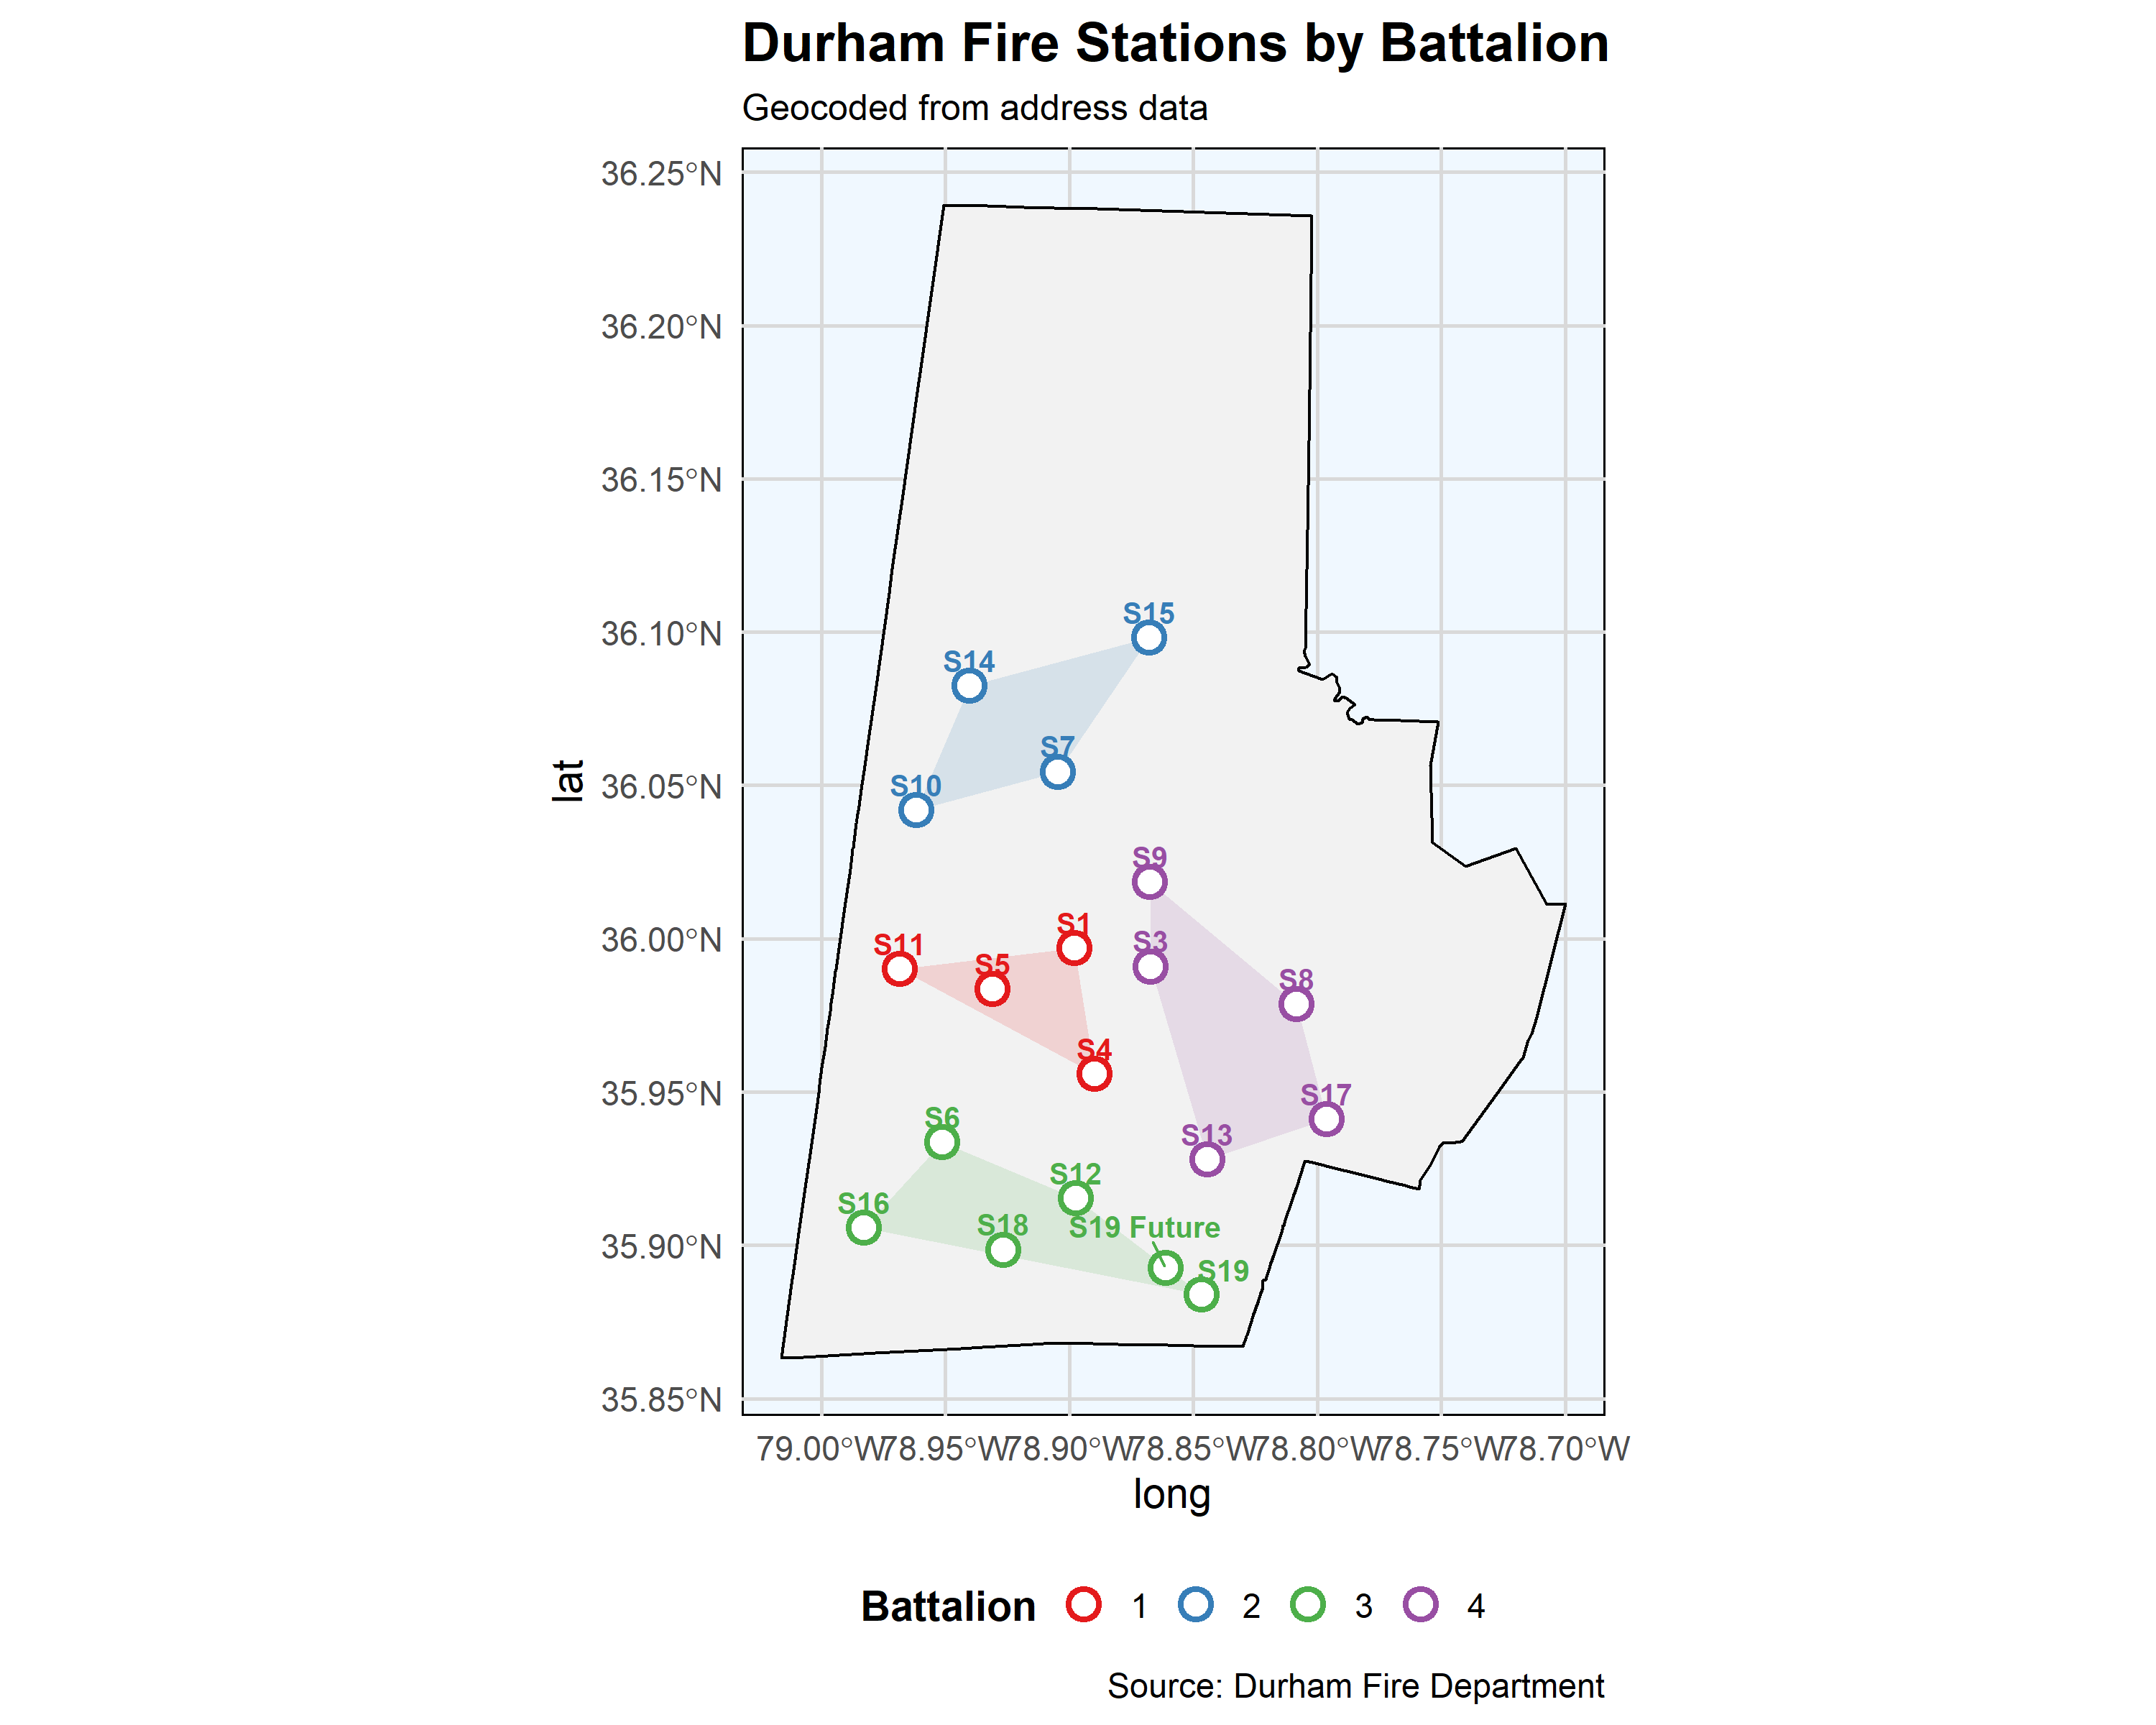 Durham Fire Stations by Battalion
Geocoded from address data
36.25°N
36.20°N
36.15°N
36.10°N
36.05°N
36.00°N
35.95°N
35.90°N
35.85°N
lat
S15
S14
S7
S10
S9
S1
S11
S3
S5
S8
S4
S17
S6
S13
S12
S16
S18
S19 Future
S19
79.00°W
78.95°W
78.90°W
78.85°W
78.80°W
78.75°W
78.70°W
long
Battalion 1 2 3 4
Source: Durham Fire Department